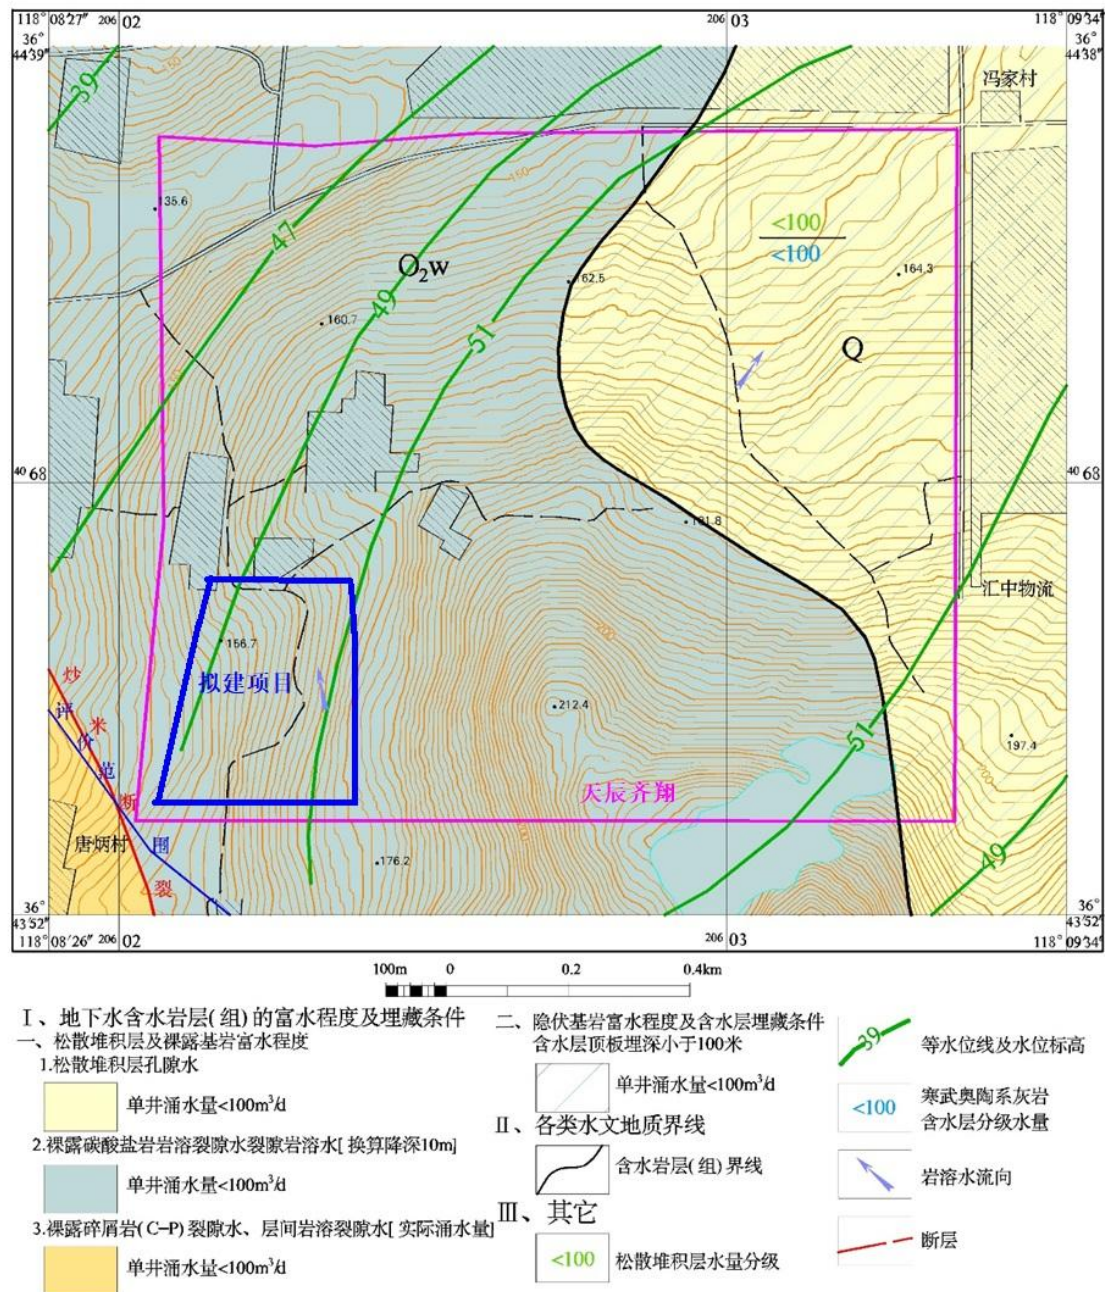 118° 08′27″ 206 02 206 03 118° 09′34″
36° 44′39″
36° 44′38″
冯家村
39
150
150
135.6
47
O₂w
49
51
160.7
162.5
<100
<100
164.3
Q
40 68
40 68
181.8
汇中物流
200
156.7
拟建项目
212.4
51
197.4
200
天辰齐翔
炒米断裂
评价范围
唐炳村
176.2
49
36° 43′52″
36° 43′52″
118° 08′26″ 206 02 206 03 118° 09′34″
100m 0 0.2 0.4km
Ⅰ、地下水含水岩层(组)的富水程度及埋藏条件
一、松散堆积层及裸露基岩富水程度
1.松散堆积层孔隙水
单井涌水量<100m³/d
2.裸露碳酸盐岩岩溶裂隙水裂隙岩溶水[换算降深10m]
单井涌水量<100m³/d
3.裸露碎屑岩(C-P)裂隙水、层间岩溶裂隙水[实际涌水量]
单井涌水量<100m³/d
二、隐伏基岩富水程度及含水层埋藏条件
含水层顶板埋深小于100米
单井涌水量<100m³/d
Ⅱ、各类水文地质界线
含水岩层(组)界线
Ⅲ、其它
<100 松散堆积层水量分级
39 等水位线及水位标高
<100 寒武奥陶系灰岩
含水层分级水量
岩溶水流向
断层